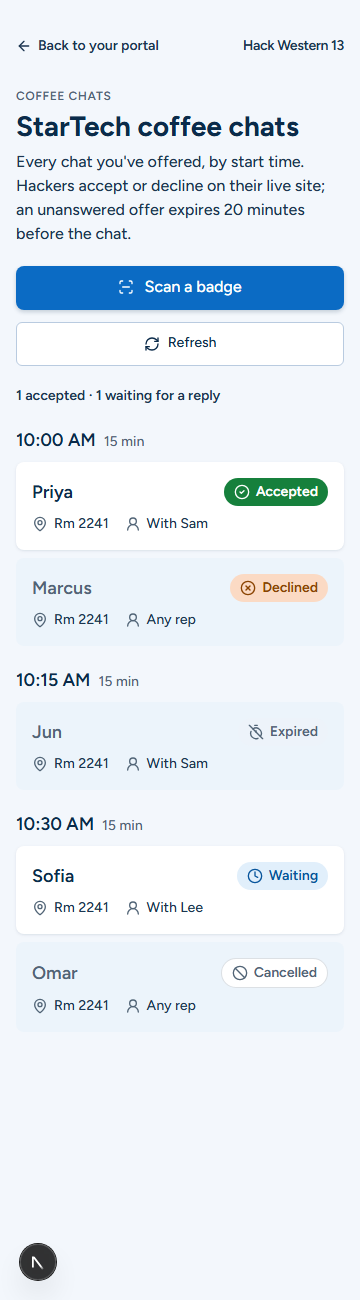 Back to your portal
Hack Western 13
COFFEE CHATS
StarTech coffee chats
Every chat you've offered, by start time.
Hackers accept or decline on their live site;
an unanswered offer expires 20 minutes
before the chat.
Scan a badge
Refresh
1 accepted · 1 waiting for a reply
10:00 AM 15 min
Priya
Accepted
Rm 2241 With Sam
Marcus
Declined
Rm 2241 Any rep
10:15 AM 15 min
Jun
Expired
Rm 2241 With Sam
10:30 AM 15 min
Sofia
Waiting
Rm 2241 With Lee
Omar
Cancelled
Rm 2241 Any rep